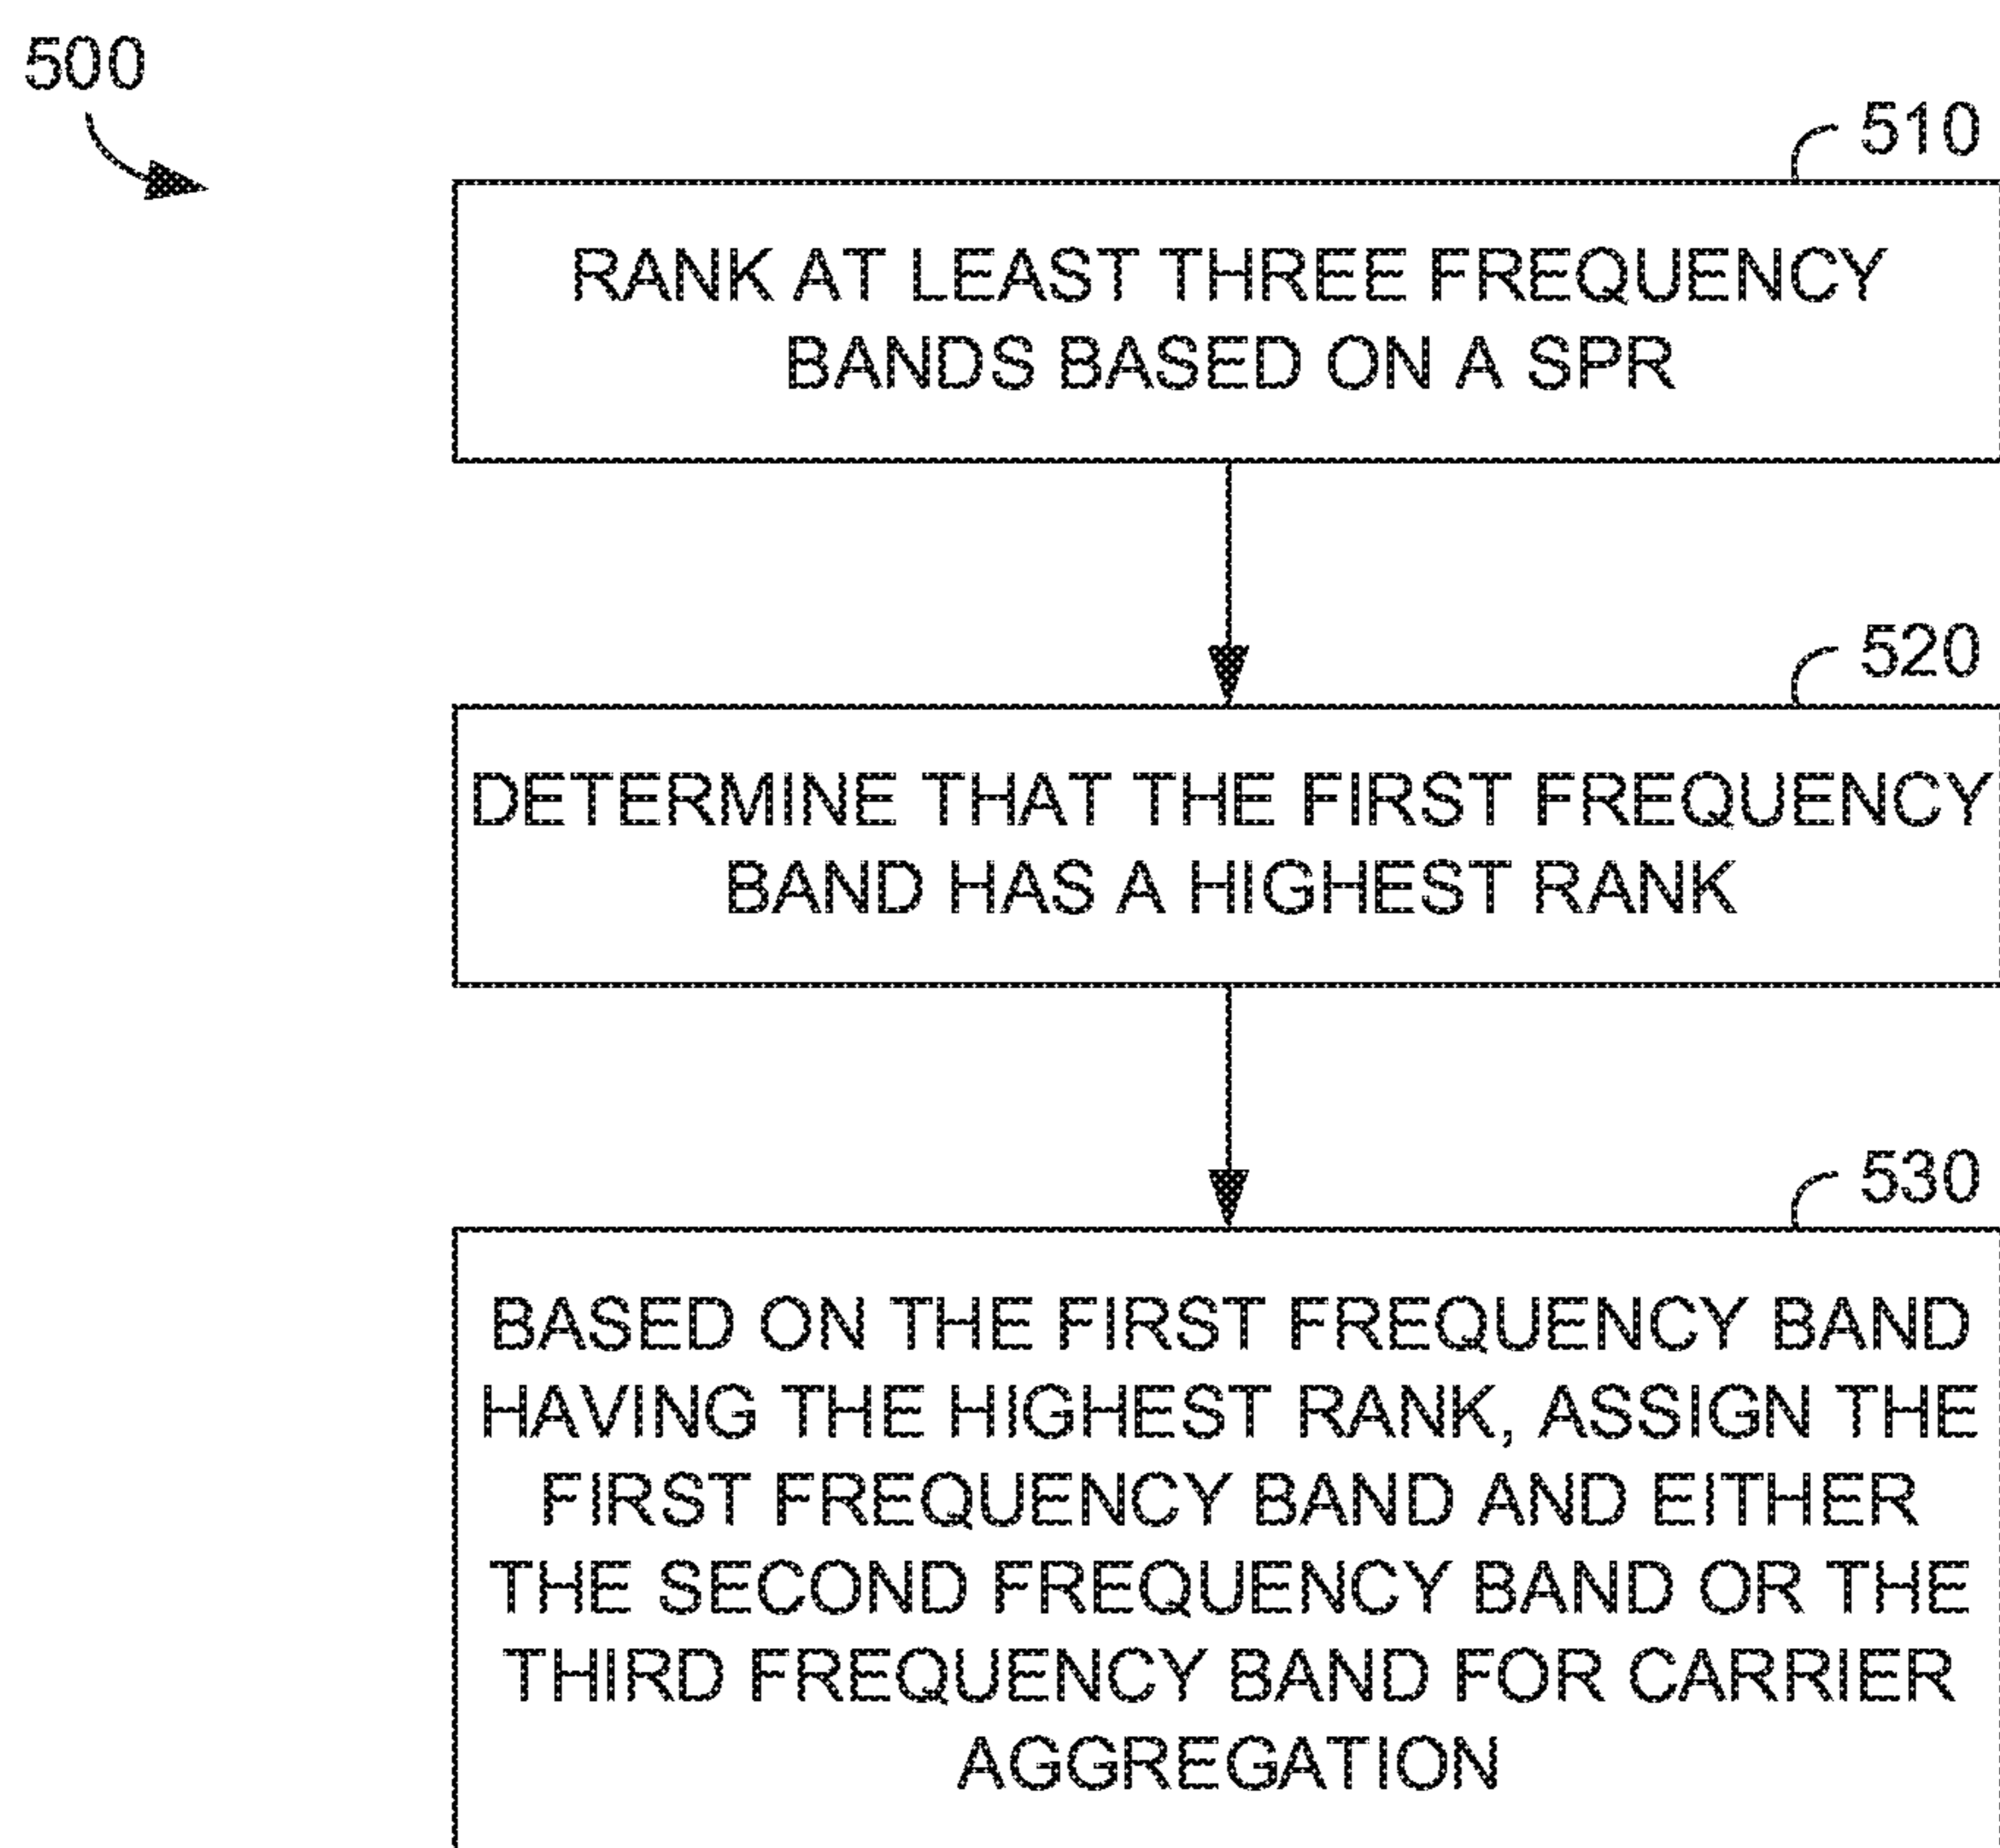 500
510
RANK AT LEAST THREE FREQUENCY
BANDS BASED ON A SPR
520
DETERMINE THAT THE FIRST FREQUENCY
BAND HAS A HIGHEST RANK
530
BASED ON THE FIRST FREQUENCY BAND
HAVING THE HIGHEST RANK, ASSIGN THE
FIRST FREQUENCY BAND AND EITHER
THE SECOND FREQUENCY BAND OR THE
THIRD FREQUENCY BAND FOR CARRIER
AGGREGATION